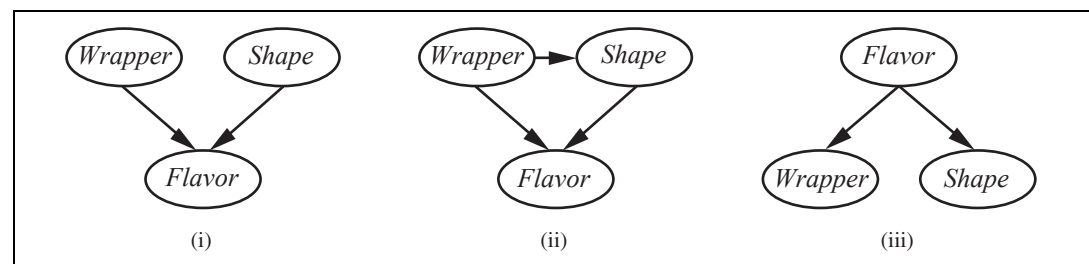 Wrapper Shape Wrapper Shape Flavor
Flavor Flavor Wrapper Shape
(i) (ii) (iii)